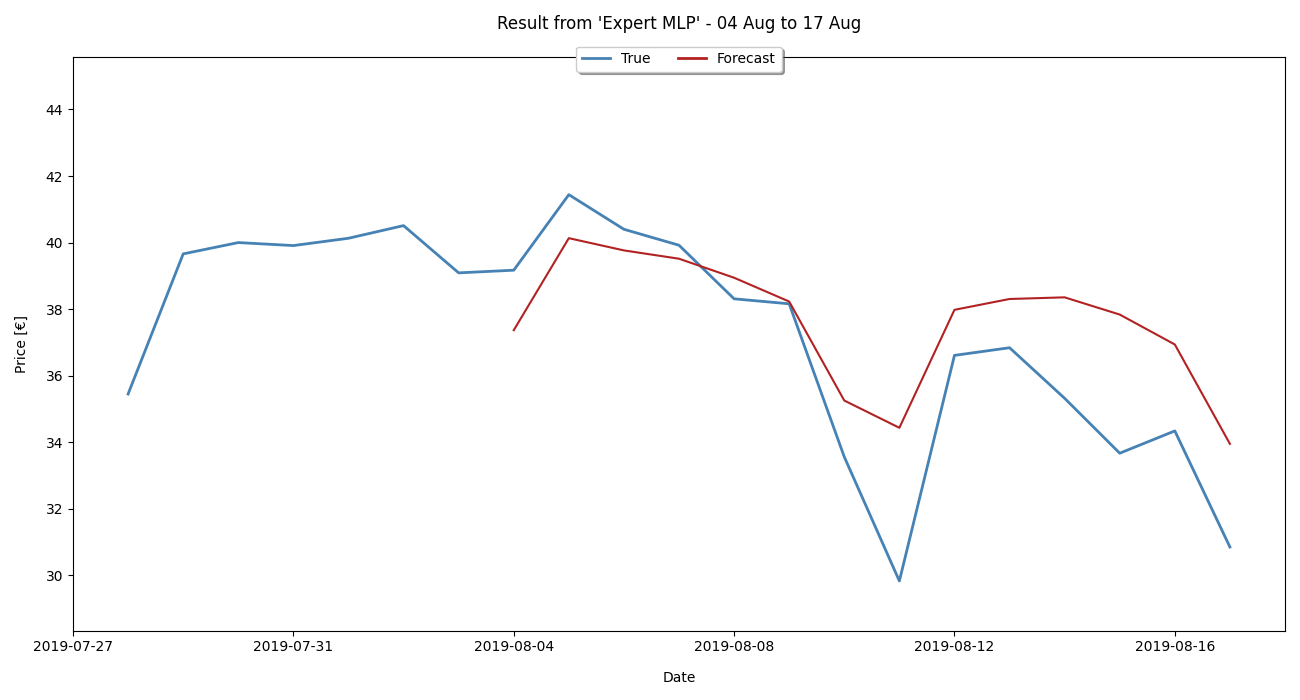 Result from 'Expert MLP' - 04 Aug to 17 Aug
True Forecast
Price [€]
44
42
40
38
36
34
32
30
2019-07-27 2019-07-31 2019-08-04 2019-08-08 2019-08-12 2019-08-16
Date